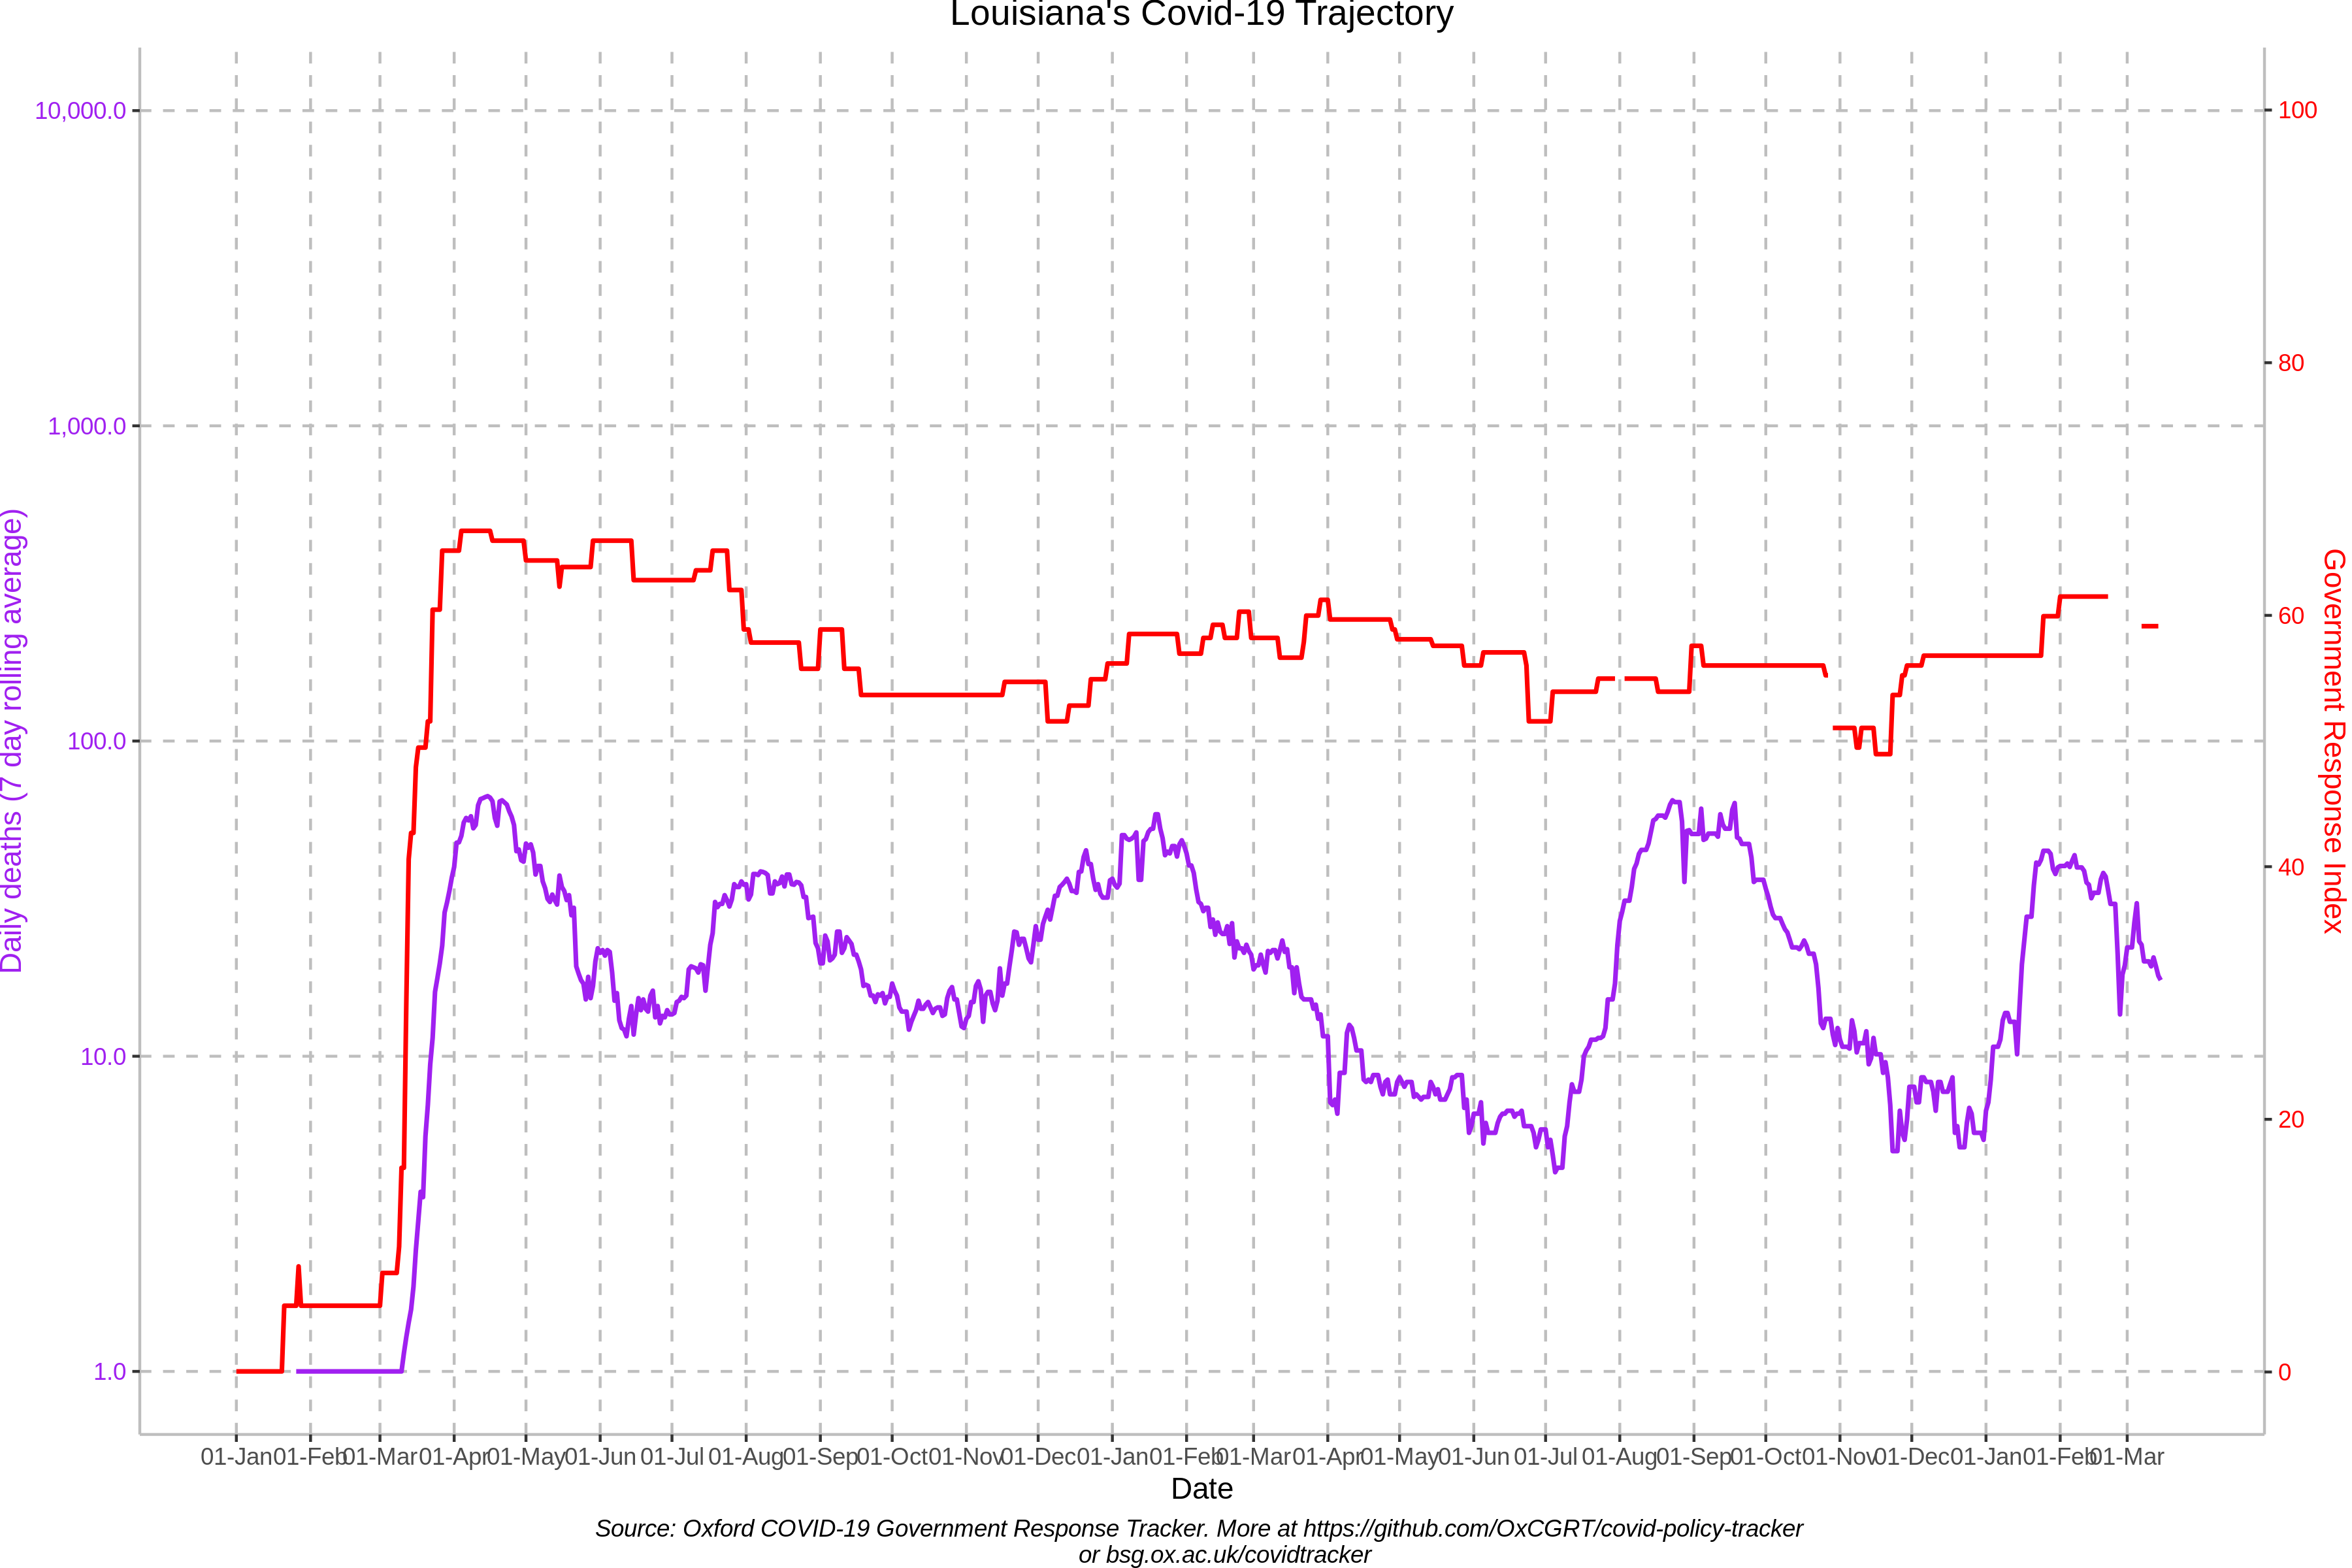 Louisiana's Covid-19 Trajectory
10,000.0
1,000.0
100.0
10.0
1.0
Daily deaths (7 day rolling average)
100
80
60
40
20
0
Government Response Index
01-Jan 01-Feb 01-Mar 01-Apr 01-May 01-Jun 01-Jul 01-Aug 01-Sep 01-Oct 01-Nov 01-Dec 01-Jan 01-Feb 01-Mar 01-Apr 01-May 01-Jun 01-Jul 01-Aug 01-Sep 01-Oct 01-Nov 01-Dec 01-Jan 01-Feb 01-Mar
Date
Source: Oxford COVID-19 Government Response Tracker. More at https://github.com/OxCGRT/covid-policy-tracker
or bsg.ox.ac.uk/covidtracker